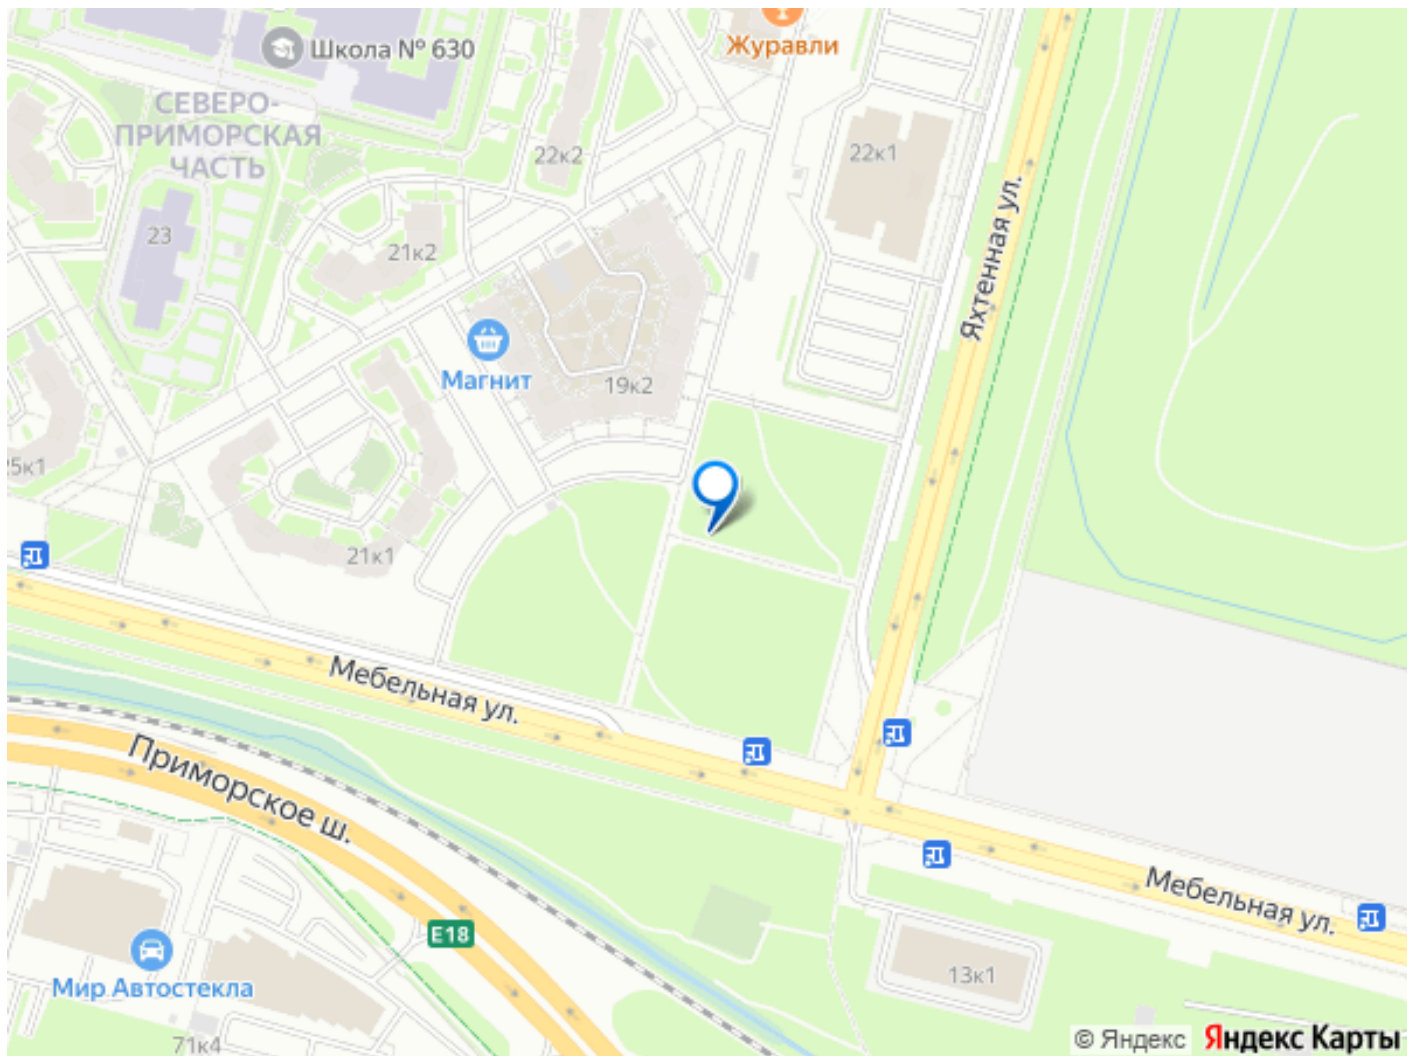 Журавли
Школа № 630
СЕВЕРО-
ПРИМОРСКАЯ
ЧАСТЬ
22к2
22к1
Яхтенная ул.
23
21к2
Магнит
19к2
25к1
21к1
Мебельная ул.
Приморское ш.
E18
Мебельная ул.
Мир Автостекла
13к1
71к4
© Яндекс Яндекс Карты